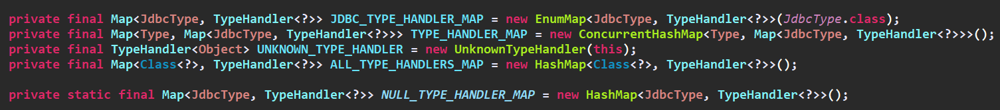 private final Map<JdbcType, TypeHandler<?>> JDBC_TYPE_HANDLER_MAP = new EnumMap<JdbcType, TypeHandler<?>>(JdbcType.class);
private final Map<Type, Map<JdbcType, TypeHandler<?>>> TYPE_HANDLER_MAP = new ConcurrentHashMap<Type, Map<JdbcType, TypeHandler<?>>>();
private final TypeHandler<Object> UNKNOWN_TYPE_HANDLER = new UnknownTypeHandler(this);
private final Map<Class<?>, TypeHandler<?>> ALL_TYPE_HANDLERS_MAP = new HashMap<Class<?>, TypeHandler<?>>();
private static final Map<JdbcType, TypeHandler<?>> NULL_TYPE_HANDLER_MAP = new HashMap<JdbcType, TypeHandler<?>>();